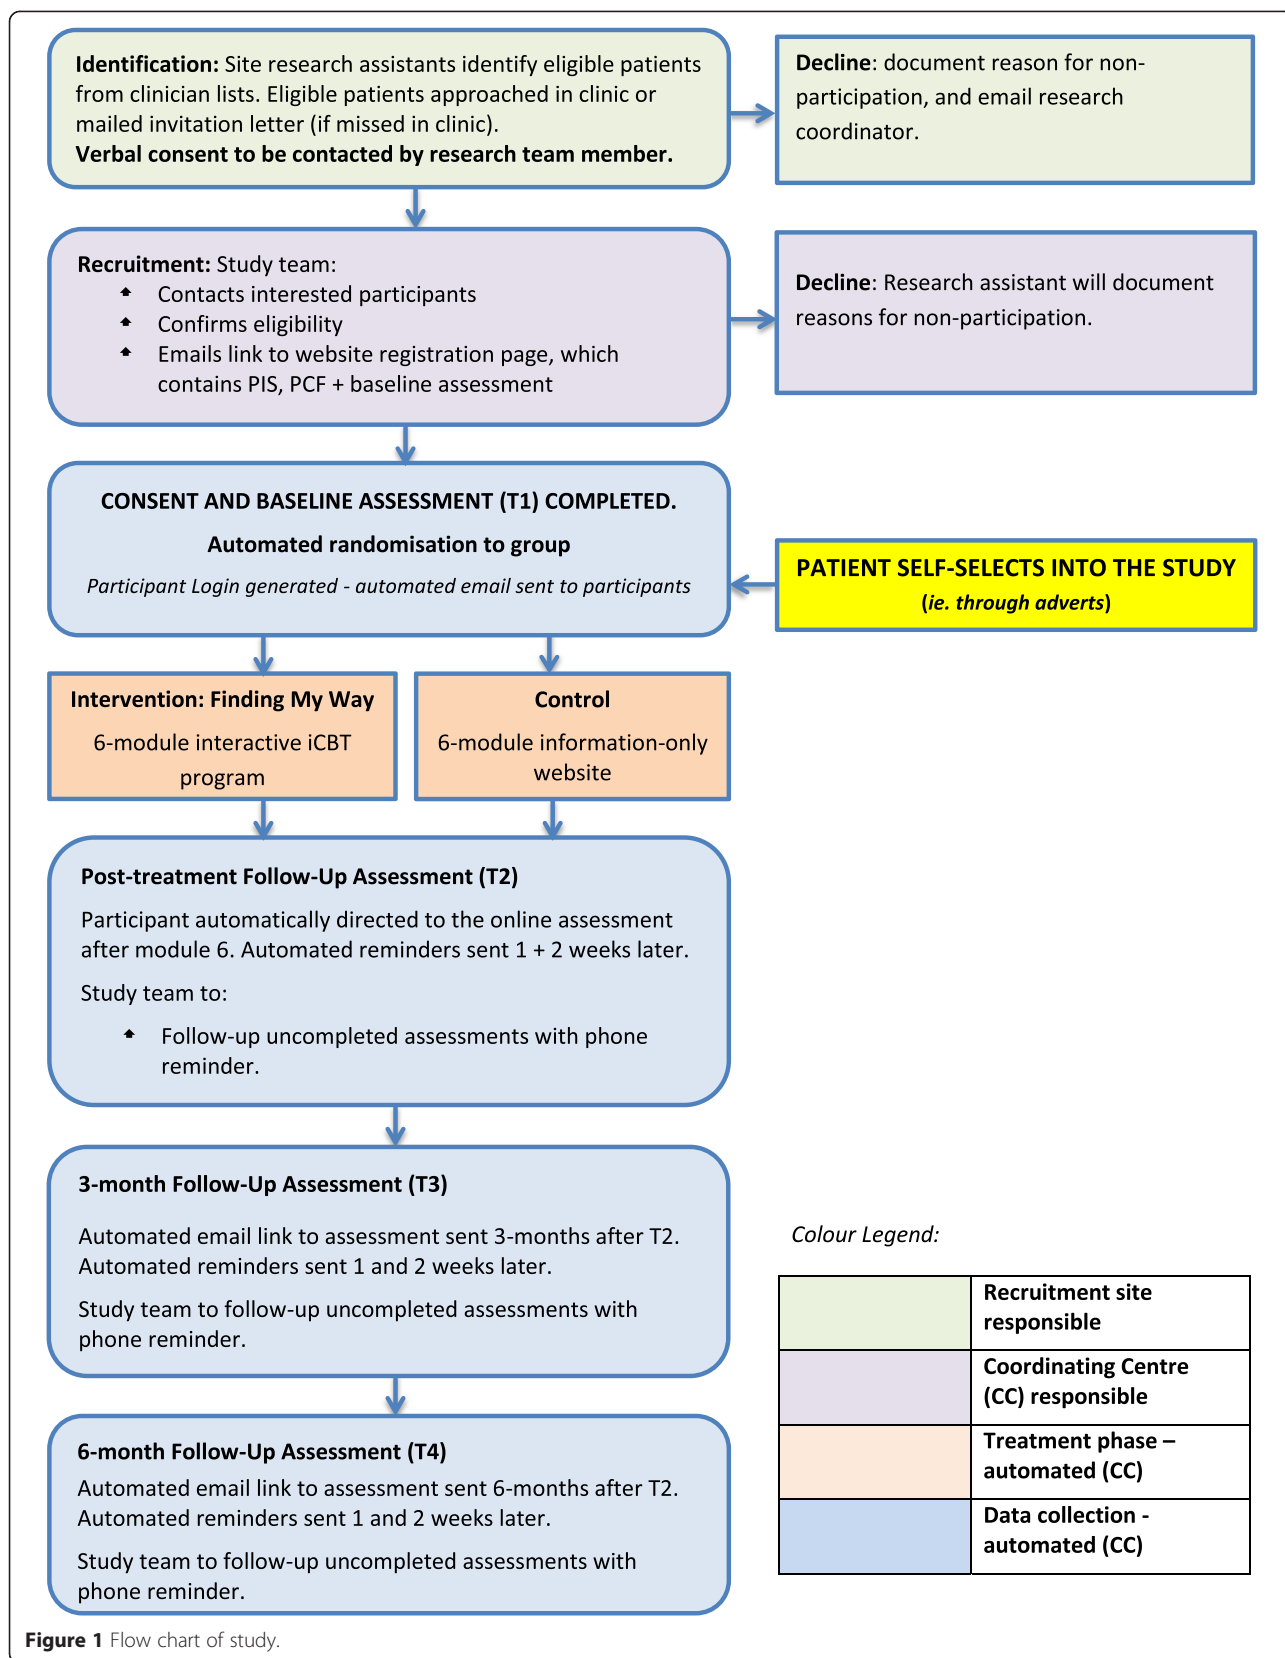 Identification: Site research assistants identify eligible patients
from clinician lists. Eligible patients approached in clinic or
mailed invitation letter (if missed in clinic).
Verbal consent to be contacted by research team member.
Decline: document reason for non-
participation, and email research
coordinator.
Recruitment: Study team:
Contacts interested participants
Confirms eligibility
Emails link to website registration page, which
contains PIS, PCF + baseline assessment
Decline: Research assistant will document
reasons for non-participation.
CONSENT AND BASELINE ASSESSMENT (T1) COMPLETED.
Automated randomisation to group
Participant Login generated - automated email sent to participants
PATIENT SELF-SELECTS INTO THE STUDY
(ie. through adverts)
Intervention: Finding My Way
6-module interactive iCBT
program
Control
6-module information-only
website
Post-treatment Follow-Up Assessment (T2)
Participant automatically directed to the online assessment
after module 6. Automated reminders sent 1 + 2 weeks later.
Study team to:
Follow-up uncompleted assessments with phone
reminder.
3-month Follow-Up Assessment (T3)
Automated email link to assessment sent 3-months after T2.
Automated reminders sent 1 and 2 weeks later.
Study team to follow-up uncompleted assessments with
phone reminder.
6-month Follow-Up Assessment (T4)
Automated email link to assessment sent 6-months after T2.
Automated reminders sent 1 and 2 weeks later.
Study team to follow-up uncompleted assessments with
phone reminder.
Colour Legend:
Recruitment site
responsible
Coordinating Centre
(CC) responsible
Treatment phase –
automated (CC)
Data collection -
automated (CC)
Figure 1 Flow chart of study.